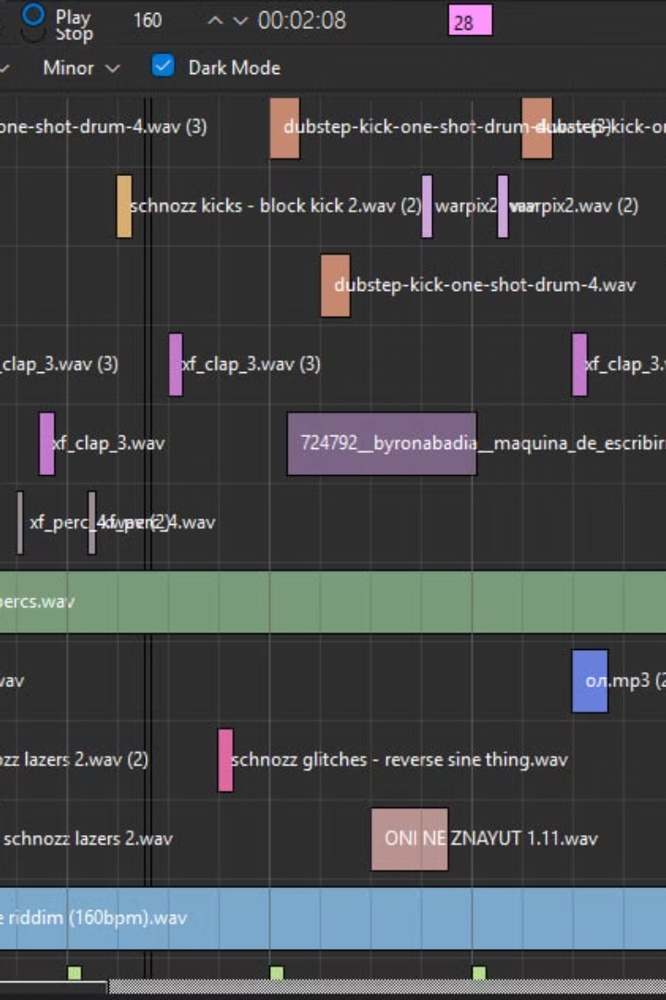 Play
Stop
160
00:02:08
28
Minor
Dark Mode
one-shot-drum-4.wav (3)
dubstep-kick-one-shot-drum-4.wav (3)
dubstep-kick-o
schnozz kicks - block kick 2.wav (2)
warpix2.wav
warpix2.wav (2)
dubstep-kick-one-shot-drum-4.wav
_clap_3.wav (3)
xf_clap_3.wav (3)
xf_clap_3.
xf_clap_3.wav
724792__byronabadia__maquina_de_escribir
xf_perc_4.wav (2)
xf_perc_4.wav
percs.wav
wav
ол.mp3 (2
ozz lazers 2.wav (2)
schnozz glitches - reverse sine thing.wav
schnozz lazers 2.wav
ONI NE ZNAYUT 1.11.wav
e riddim (160bpm).wav